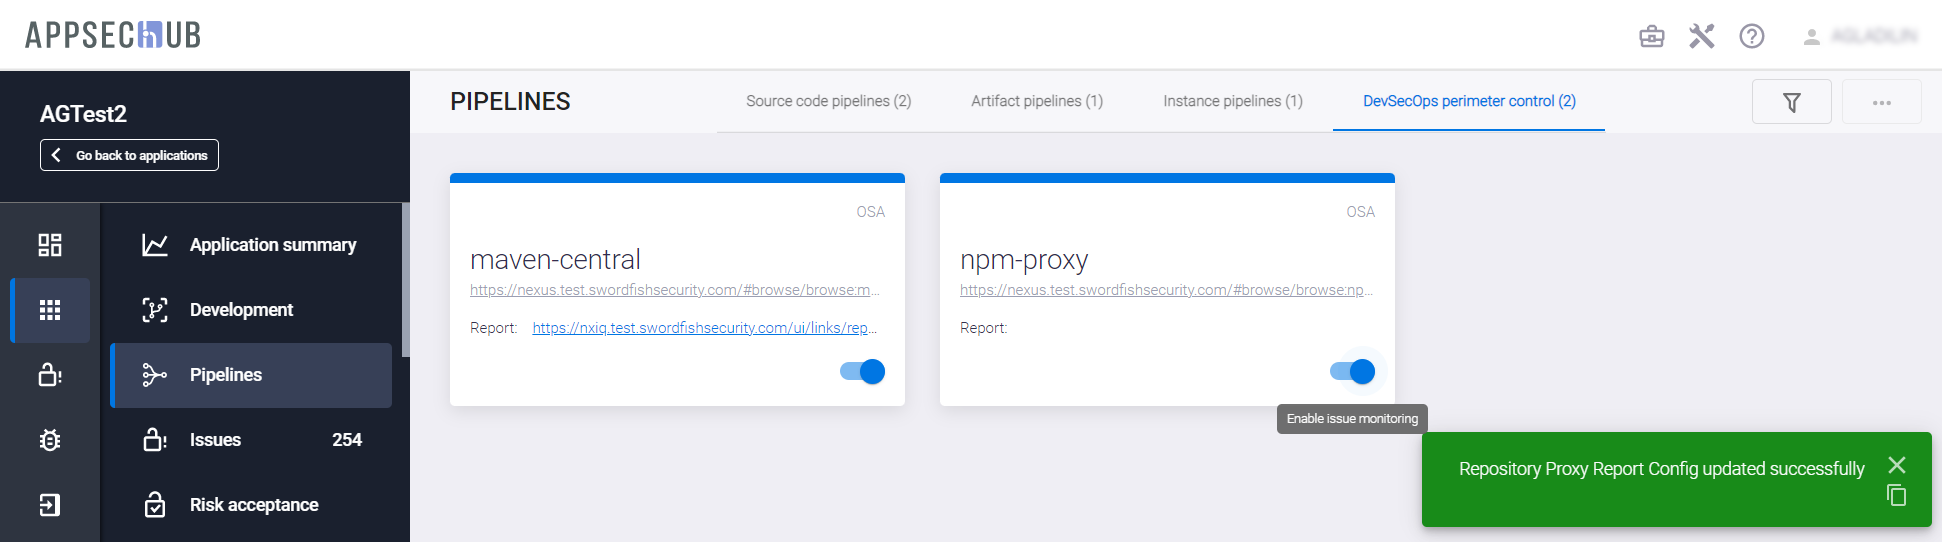 APPSECHUB
AGTest2
Go back to applications
PIPELINES
Source code pipelines (2)
Artifact pipelines (1)
Instance pipelines (1)
DevSecOps perimeter control (2)
Application summary
Development
Pipelines
Issues 254
Risk acceptance
OSA
maven-central
https://nexus.test.swordfishsecurity.com/#browse/browse:m...
Report: https://nxiq.test.swordfishsecurity.com/ui/links/rep...
OSA
npm-proxy
https://nexus.test.swordfishsecurity.com/#browse/browse:np...
Report:
Enable issue monitoring
Repository Proxy Report Config updated successfully